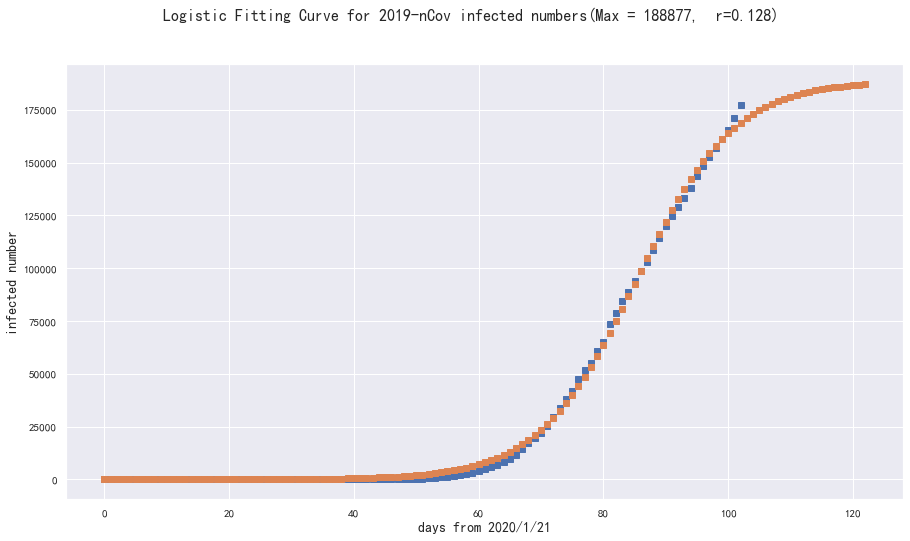 Logistic Fitting Curve for 2019-nCov infected numbers(Max = 188877,  r=0.128)
175000
150000
125000
100000
75000
50000
25000
0
infected number
0 20 40 60 80 100 120
days from 2020/1/21